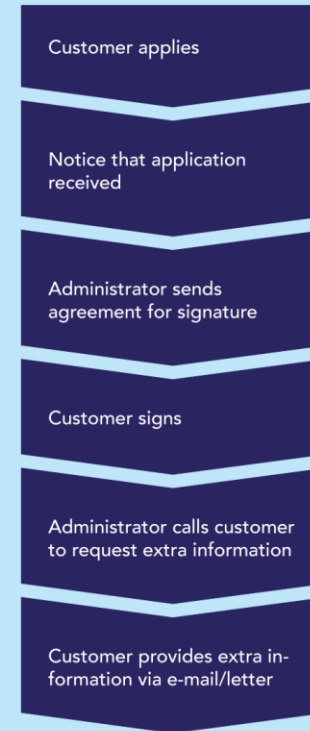 Customer applies
Notice that application
received
Administrator sends
agreement for signature
Customer signs
Administrator calls customer
to request extra information
Customer provides extra in-
formation via e-mail/letter